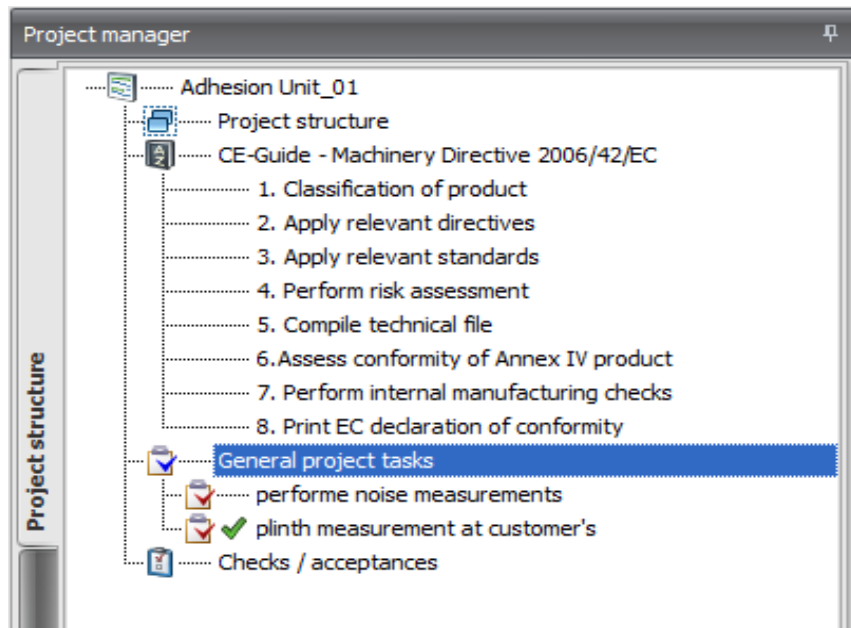 Project manager
Project structure
Adhesion Unit_01
Project structure
CE-Guide - Machinery Directive 2006/42/EC
1. Classification of product
2. Apply relevant directives
3. Apply relevant standards
4. Perform risk assessment
5. Compile technical file
6.Assess conformity of Annex IV product
7. Perform internal manufacturing checks
8. Print EC declaration of conformity
General project tasks
performe noise measurements
plinth measurement at customer's
Checks / acceptances